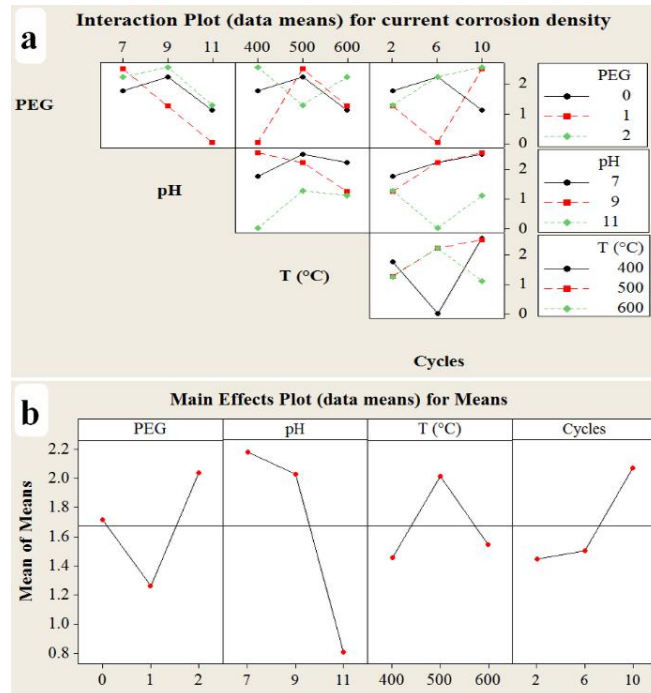 a
Interaction Plot (data means) for current corrosion density
7 9 11 400 500 600 2 6 10
PEG
2
1
0
PEG
0
1
2
pH
2
1
0
pH
7
9
11
T (°C)
2
1
0
T (°C)
400
500
600
Cycles
b
Main Effects Plot (data means) for Means
PEG pH T (°C) Cycles
Mean of Means
2.2
2.0
1.8
1.6
1.4
1.2
1.0
0.8
0 1 2 7 9 11 400 500 600 2 6 10